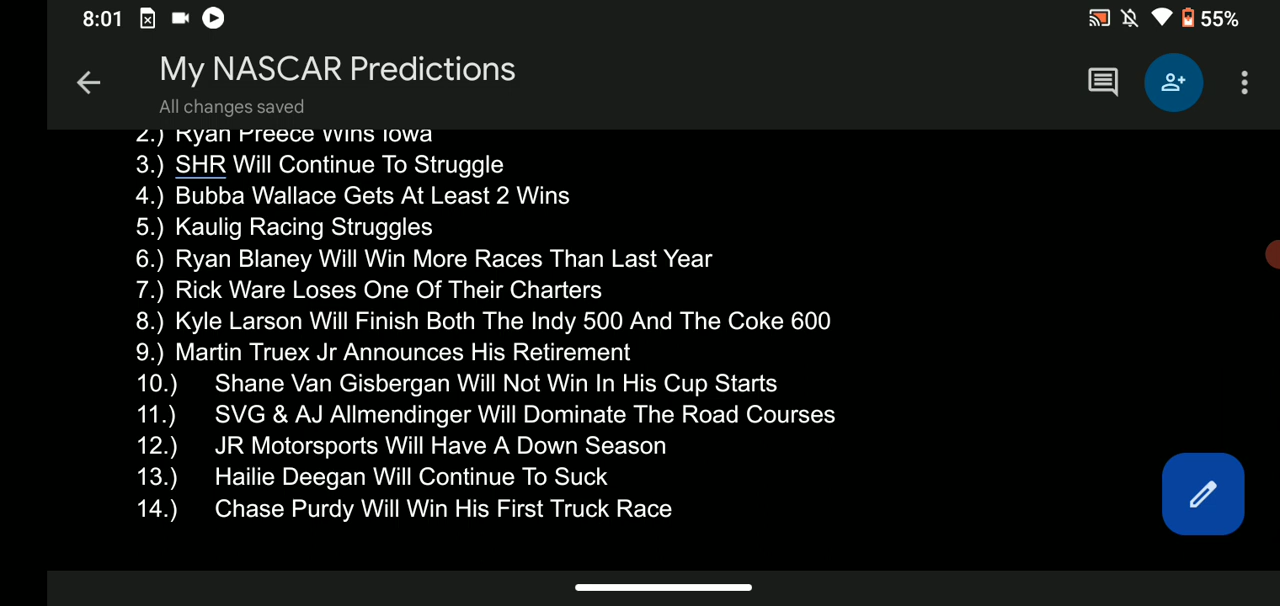 8:01 55%
My NASCAR Predictions
All changes saved
2.) Ryan Preece Wins Iowa
3.) SHR Will Continue To Struggle
4.) Bubba Wallace Gets At Least 2 Wins
5.) Kaulig Racing Struggles
6.) Ryan Blaney Will Win More Races Than Last Year
7.) Rick Ware Loses One Of Their Charters
8.) Kyle Larson Will Finish Both The Indy 500 And The Coke 600
9.) Martin Truex Jr Announces His Retirement
10.) Shane Van Gisbergan Will Not Win In His Cup Starts
11.) SVG & AJ Allmendinger Will Dominate The Road Courses
12.) JR Motorsports Will Have A Down Season
13.) Hailie Deegan Will Continue To Suck
14.) Chase Purdy Will Win His First Truck Race